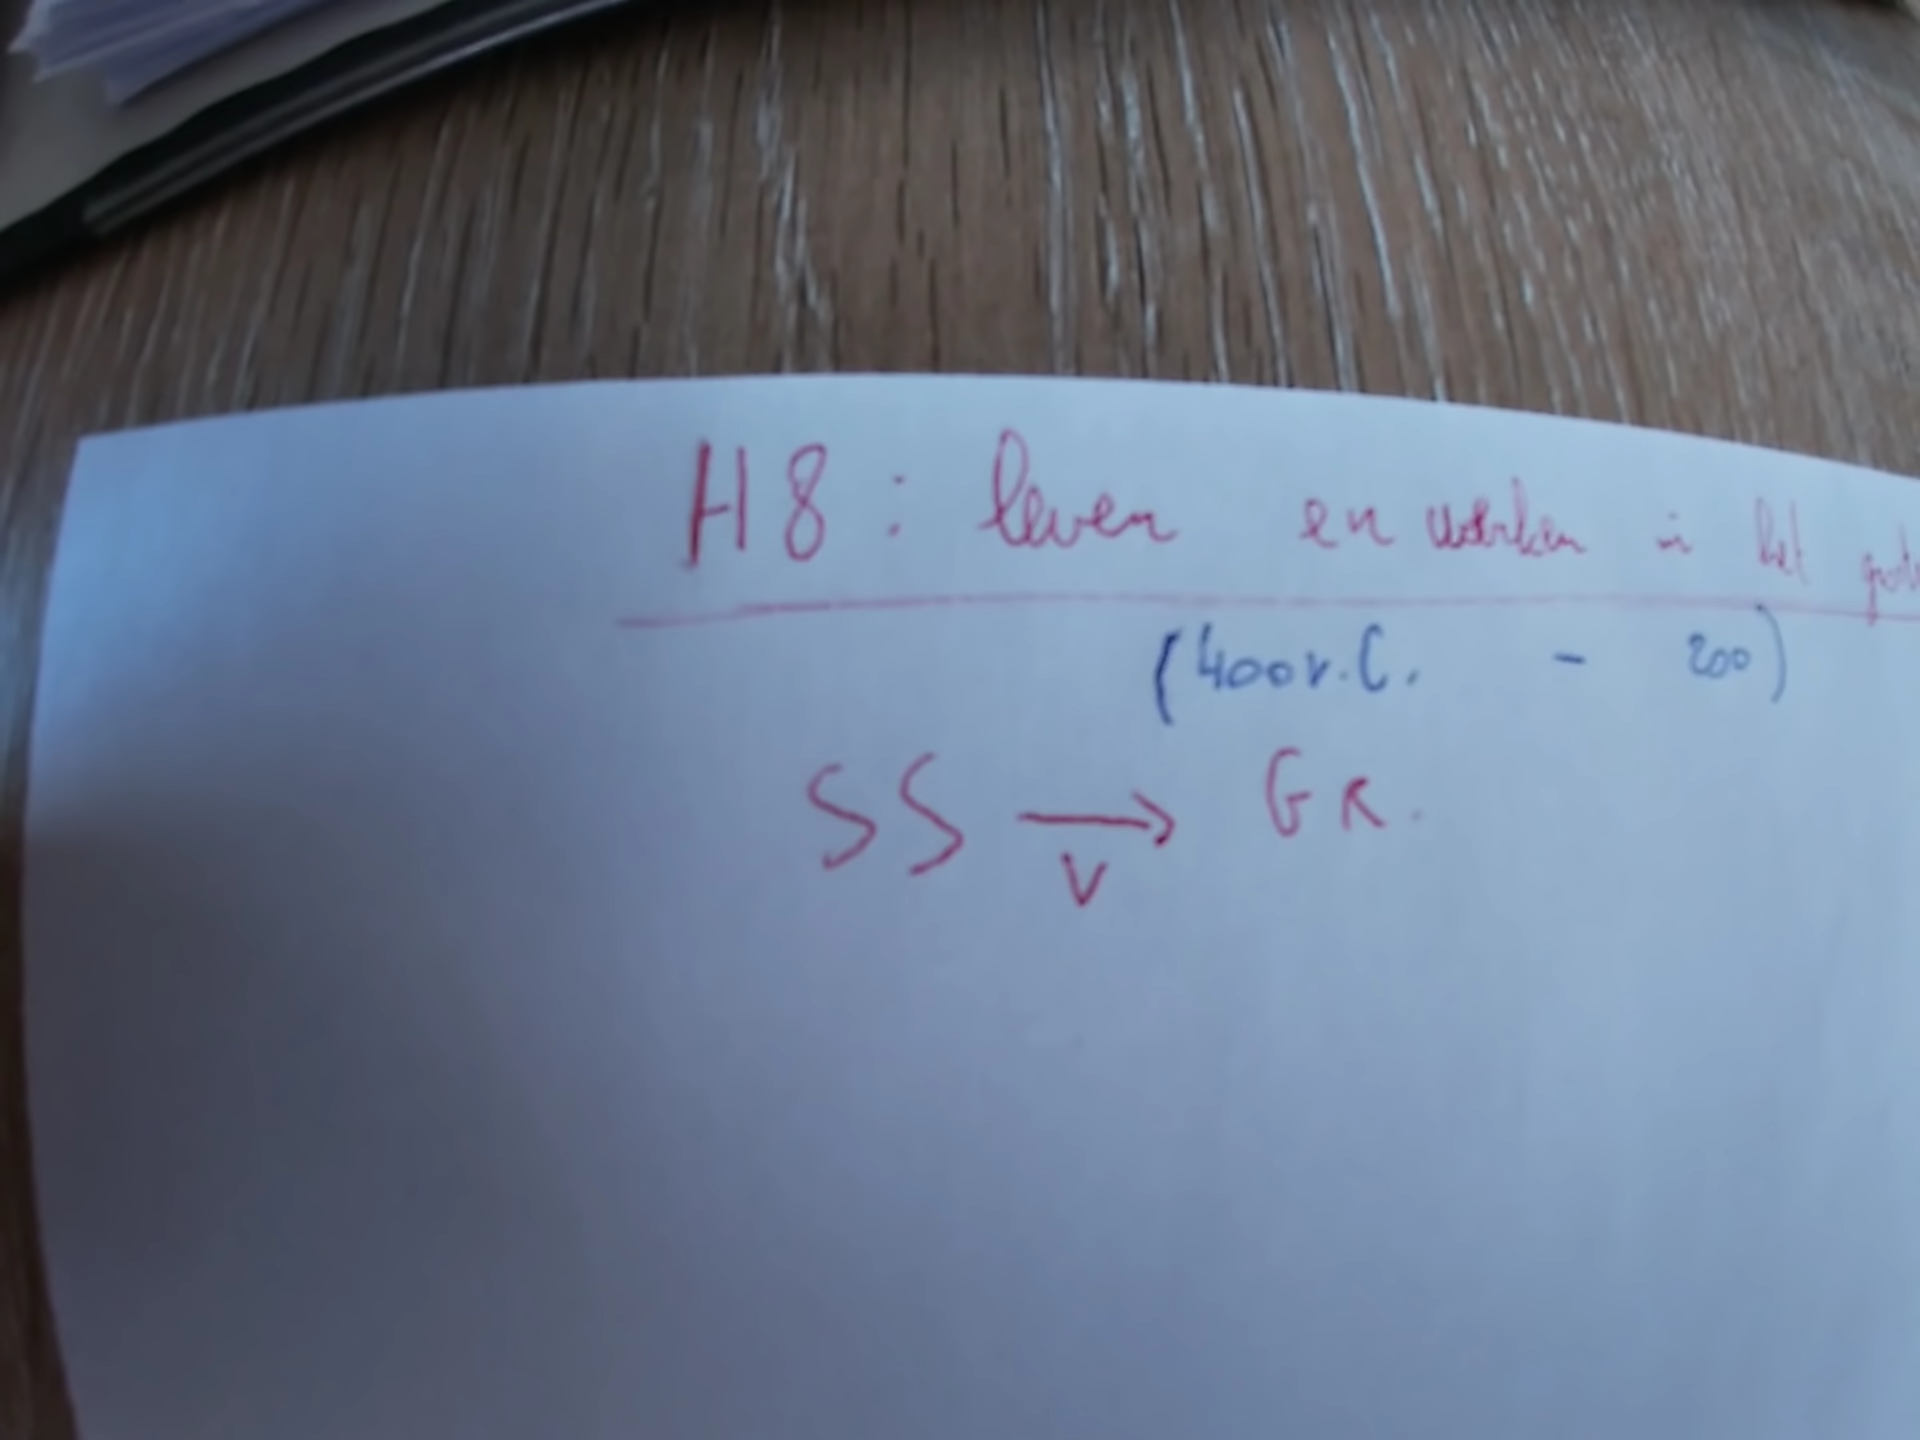 H8: leven en werken in het
(400 v.C. - 200)
SS → GR.
V